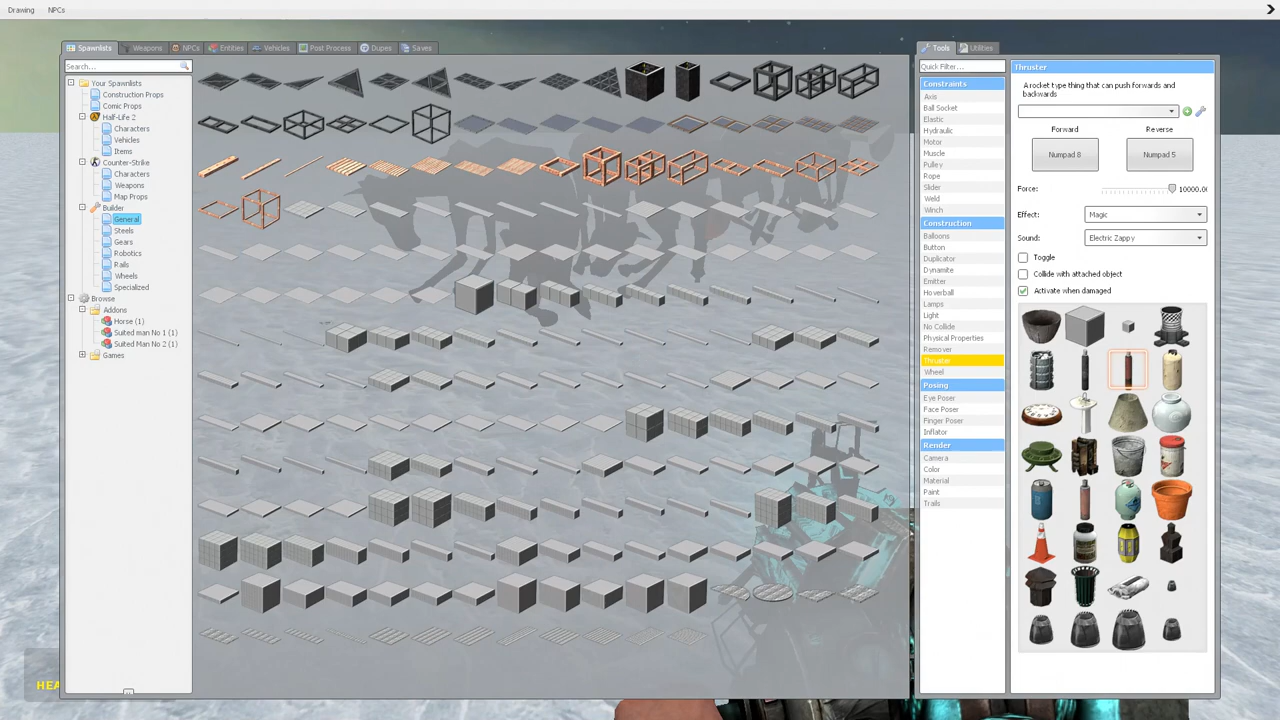 Drawing NPCs
Spawnlists Weapons NPCs Entities Vehicles Post Process Dupes Saves
Search...
Your Spawnlists
Construction Props
Comic Props
Half-Life 2
Characters
Vehicles
Items
Counter-Strike
Characters
Weapons
Map Props
Builder
General
Steels
Gears
Robotics
Rails
Wheels
Specialized
Browse
Addons
Horse (1)
Suited man No 1 (1)
Suited Man No 2 (1)
Games
HEA
Tools Utilities
Quick Filter...
Constraints
Axis
Ball Socket
Elastic
Hydraulic
Motor
Muscle
Pulley
Rope
Slider
Weld
Winch
Construction
Balloons
Button
Duplicator
Dynamite
Emitter
Hoverball
Lamps
Light
No Collide
Physical Properties
Remover
Thruster
Wheel
Posing
Eye Poser
Face Poser
Finger Poser
Inflator
Render
Camera
Color
Material
Paint
Trails
Thruster
A rocket type thing that can push forwards and
backwards
Forward Reverse
Numpad 8 Numpad 5
Force: 10000.0(
Effect: Magic
Sound: Electric Zappy
Toggle
Collide with attached object
Activate when damaged